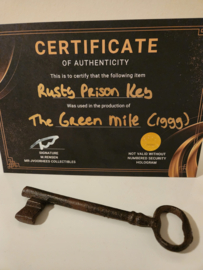 CERTIFICATE
OF AUTHENTICITY
This is to certify that the following item
Rusty Prison Key
Was used in the production of
The Green Mile (1999)
SIGNATURE
NOT VALID WITHOUT
NUMBERED SECURITY
HOLOGRAM